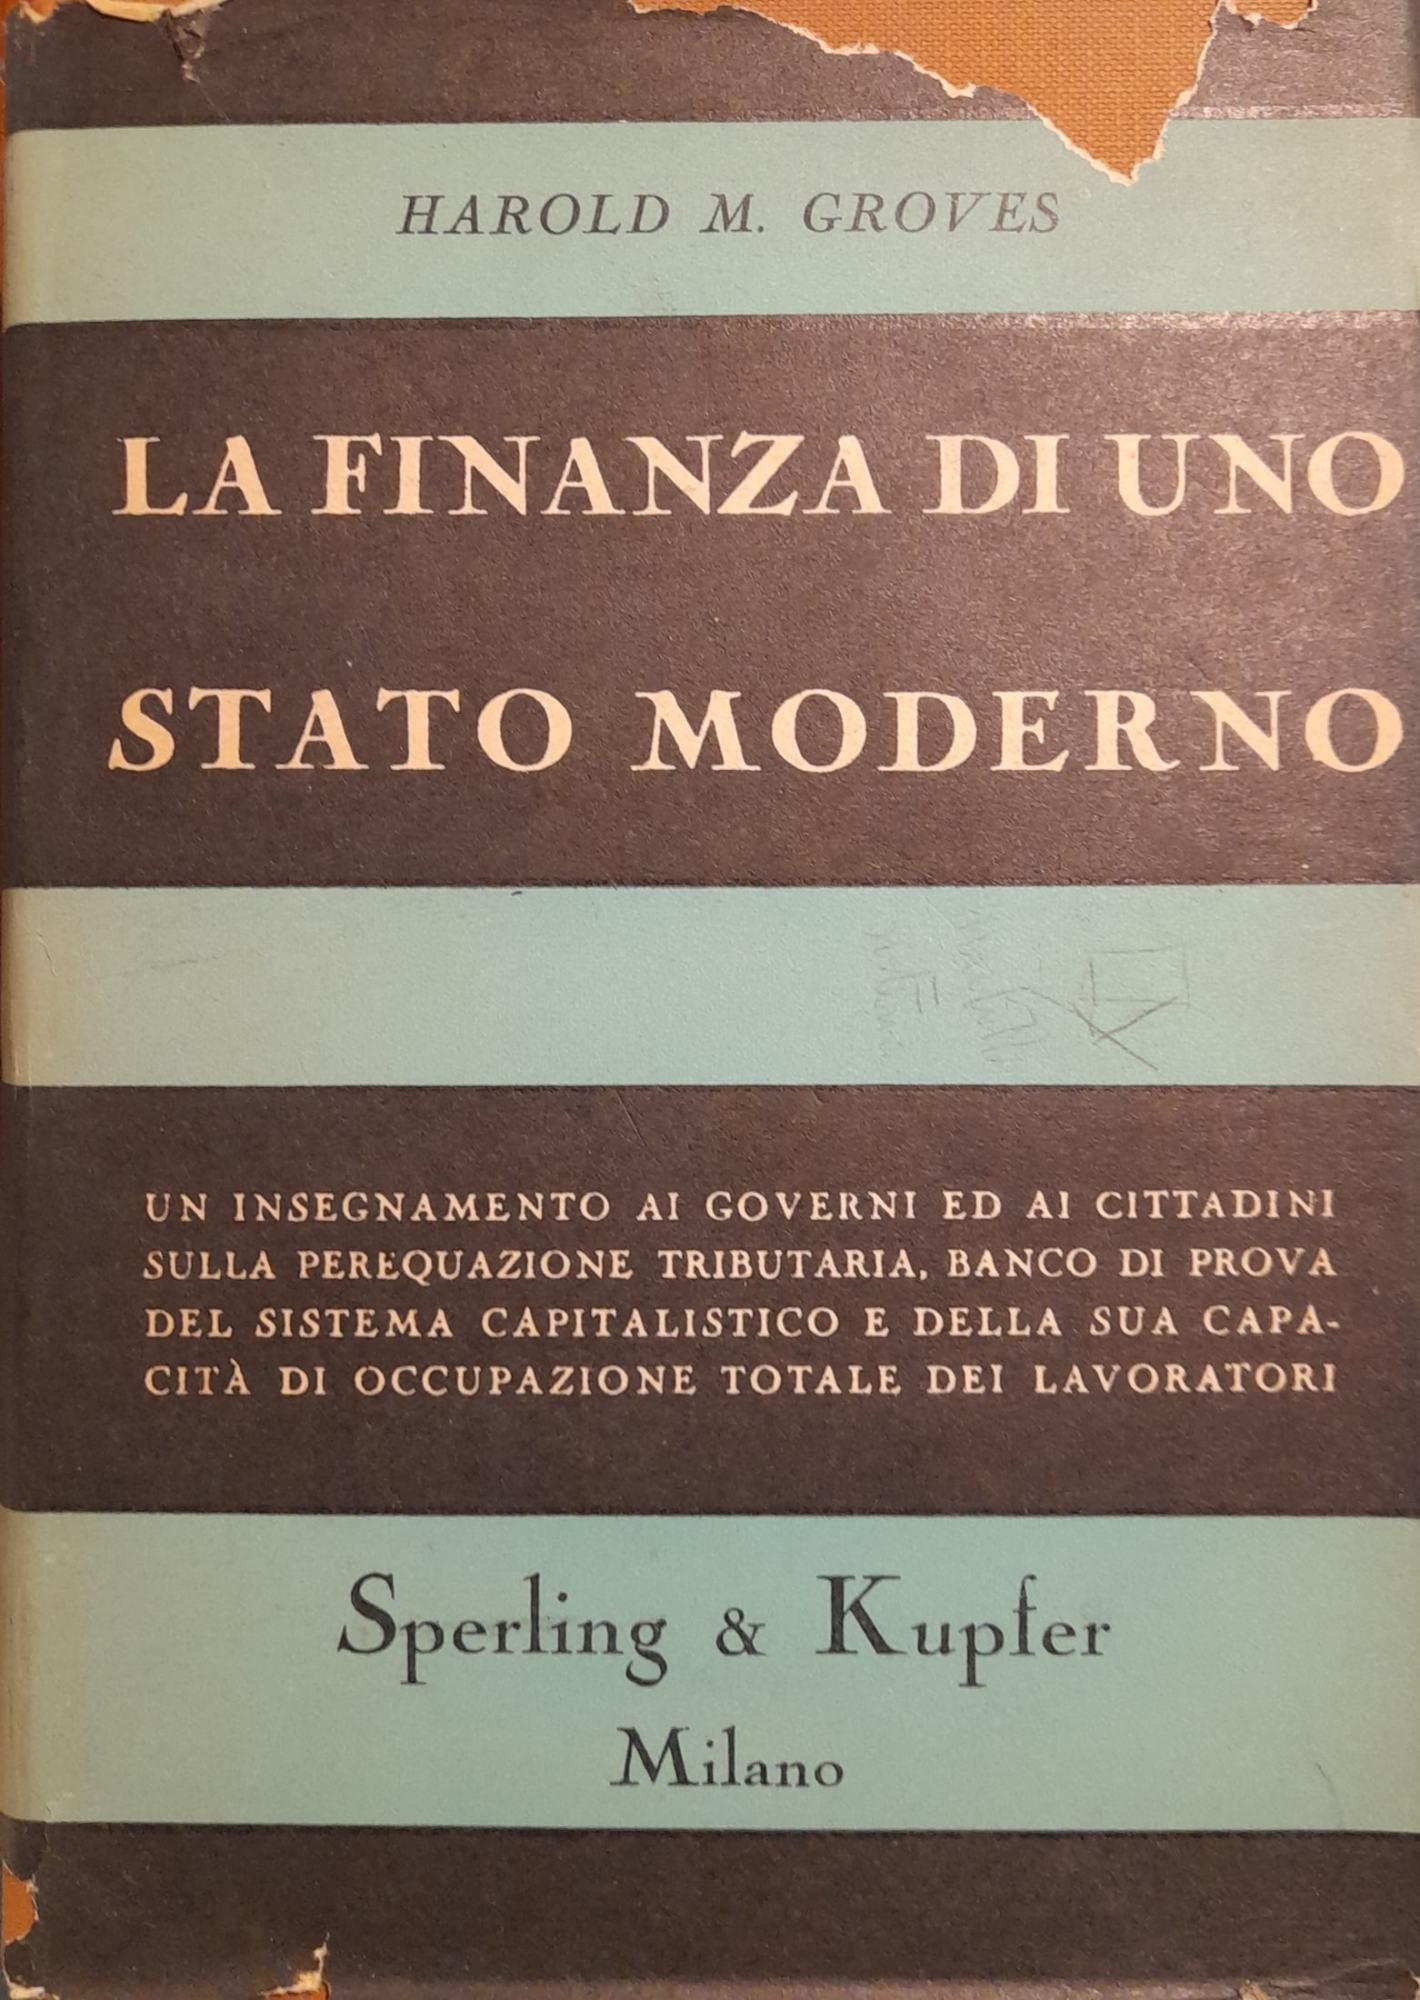 HAROLD M. GROVES
LA FINANZA DI UNO
STATO MODERNO
UN INSEGNAMENTO AI GOVERNI ED AI CITTADINI
SULLA PEREQUAZIONE TRIBUTARIA, BANCO DI PROVA
DEL SISTEMA CAPITALISTICO E DELLA SUA CAPA-
CITÀ DI OCCUPAZIONE TOTALE DEI LAVORATORI
Sperling & Kupfer
Milano